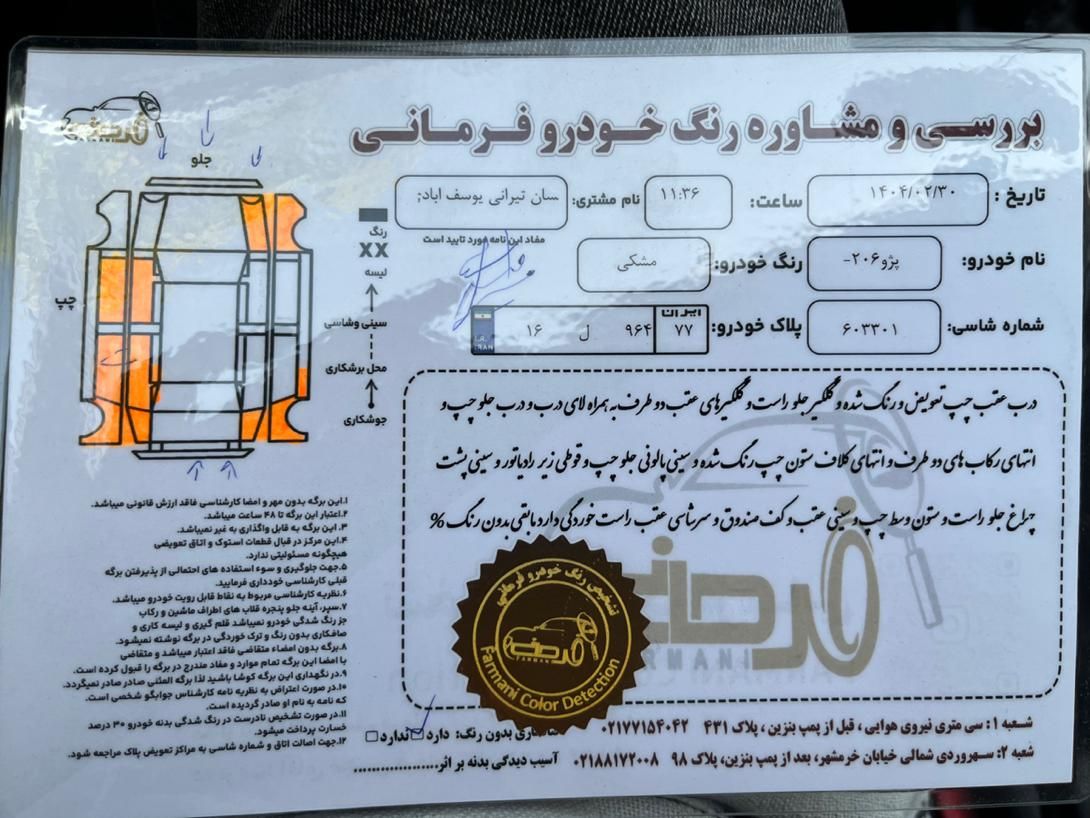 بررسی و مشاوره رنگ خودرو فرمانی
تاریخ : ۱۴۰۴/۰۲/۳۰ ساعت: ۱۱:۳۶ نام مشتری: سان تیرانی یوسف اباد;
مفاد این نامه مورد تایید است
نام خودرو: پژو۲۰۶- رنگ خودرو: مشکی
شماره شاسی: ۶۰۳۳۰۱ پلاک خودرو: ایران ۷۷ ۹۶۴ ل ۱۶
I.R. IRAN
فرمانی
FARMANI
جلو
چپ
رنگ
XX
لیسه
سینی وشاسی
محل برشکاری
جوشکاری
درب عقب چپ تعویض و رنگ شده و گلگیر جلو راست و گلگیرهای عقب دو طرف به همراه لای درب و درب جلو چپ و
انتهای رکاب های دو طرف و انتهای کلاف ستون چپ رنگ شده و سینی پالونی جلو چپ و قوطی زیر رادیاتور و سینی پشت
چراغ جلو راست و ستون وسط چپ و سینی عقب و کف صندوق و سرشاسی عقب راست خوردگی دارد مابقی بدون رنگ %
۱.این برگه بدون مهر و امضا کارشناسی فاقد ارزش قانونی میباشد.
۲.اعتبار این برگه تا ۴۸ ساعت میباشد.
۳. این برگه به قابل واگذاری به غیر نمیباشد.
۴.این مرکز در قبال قطعات استوک و اتاق تعویضی
هیچگونه مسئولیتی ندارد.
۵.جهت جلوگیری و سوء استفاده های احتمالی از پذیرفتن برگه
قبلی کارشناسی خودداری فرمایید.
۶.نظریه کارشناسی مربوط به نقاط قابل رویت خودرو میباشد.
۷.سپر، آینه جلو پنجره قلاب های اطراف ماشین و رکاب
جز رنگ شدگی خودرو نمیباشد قلم گیری و لیسه کاری و
صافکاری بدون رنگ و ترک خوردگی در برگه نوشته نمیشود.
۸.برگه بدون امضاء متقاضی فاقد اعتبار میباشد و متقاضی
با امضا این برگه تمام موارد و مفاد مندرج در برگه را قبول کرده است.
۹.در نگهداری این برگه کوشا باشید لذا برگه المثنی صادر نمیگردد.
۱۰.در صورت اعتراض به نظریه نامه کارشناس جوابگو شخصی است.
که نامه به نام او صادر گردیده است.
۱۱.در صورت تشخیص نادرست در رنگ شدگی بدنه خودرو ۳۰ درصد
خسارت پرداخت میشود.
۱۲.جهت اصالت اتاق و شماره شاسی به مراکز تعویض پلاک مراجعه شود.
تشخیص رنگ خودرو فرمانی
فرمانی
FARMANI
Farmani Color Detection
بدون رنگ: دارد ندارد
آسیب دیدگی بدنه بر اثر:....................
شعبه ۱: سی متری نیروی هوایی ، قبل از پمپ بنزین ، پلاک ۴۳۱ ۰۲۱۷۷۱۵۴۰۴۲
شعبه ۲: سهروردی شمالی خیابان خرمشهر، بعد از پمپ بنزین، پلاک ۹۸ ۰۲۱۸۸۱۷۲۰۰۸